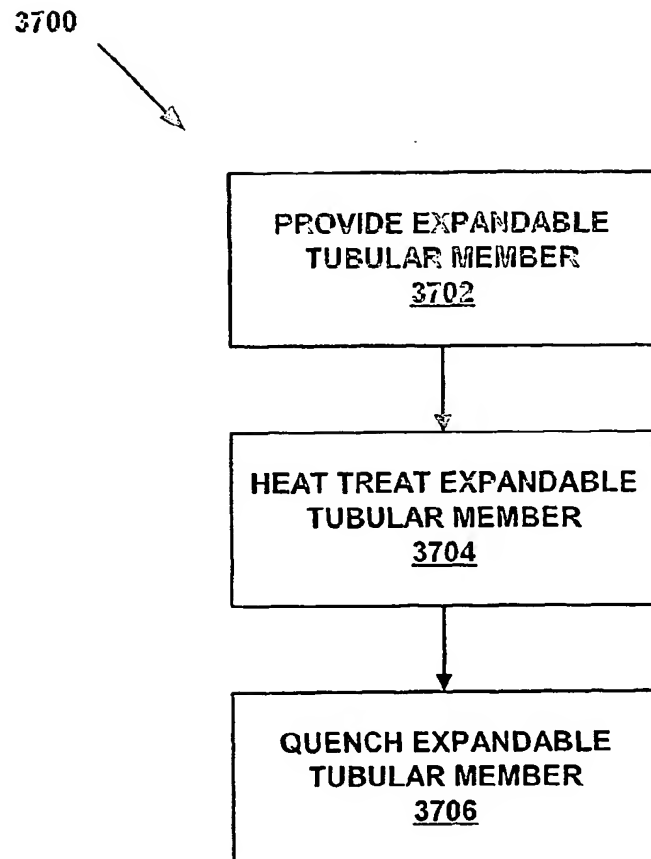 3700
PROVIDE EXPANDABLE
TUBULAR MEMBER
3702
HEAT TREAT EXPANDABLE
TUBULAR MEMBER
3704
QUENCH EXPANDABLE
TUBULAR MEMBER
3706